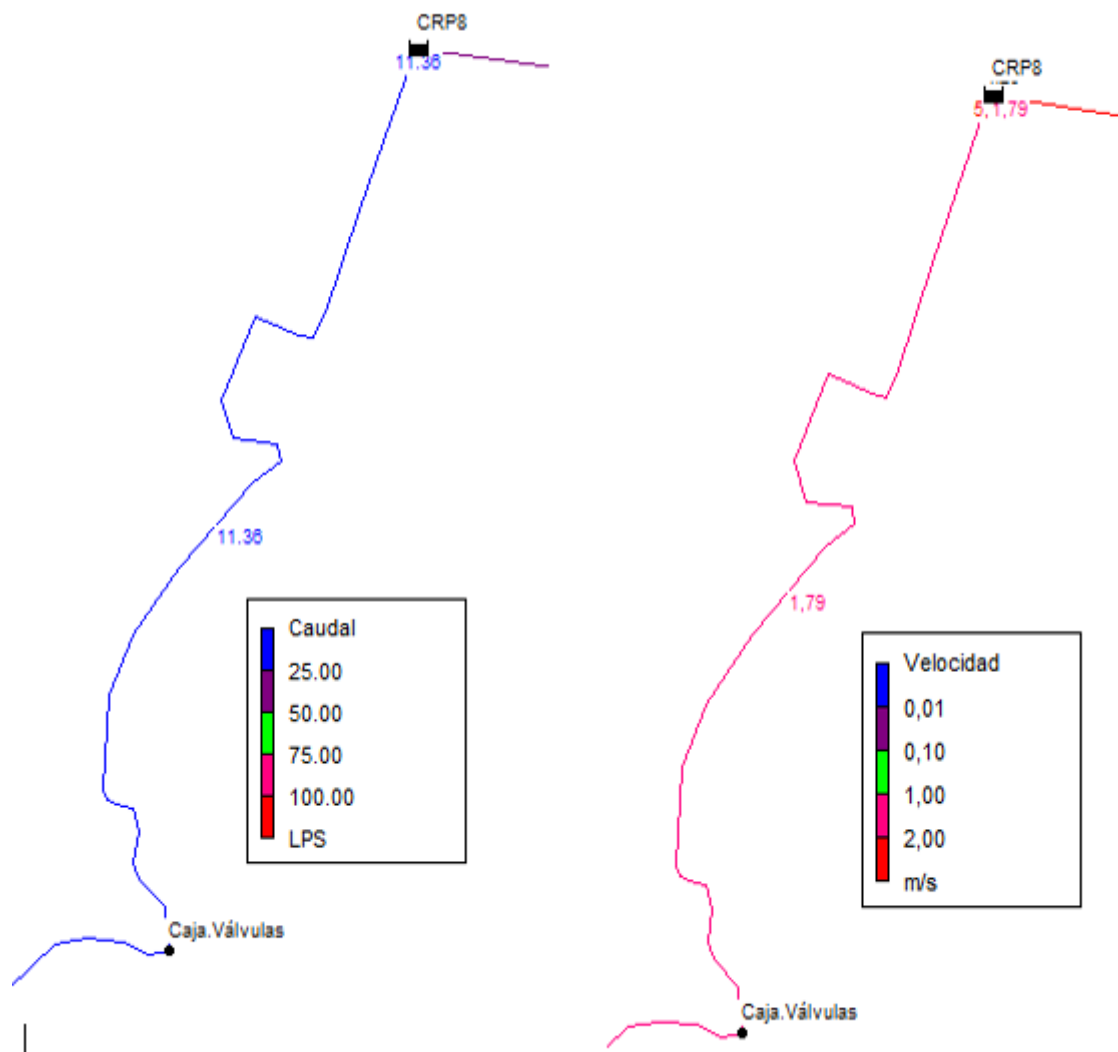 CRP8
11.36
11.36
Caudal
25.00
50.00
75.00
100.00
LPS
Caja.Válvulas
CRP8
5, 1,79
1,79
Velocidad
0,01
0,10
1,00
2,00
m/s
Caja.Válvulas